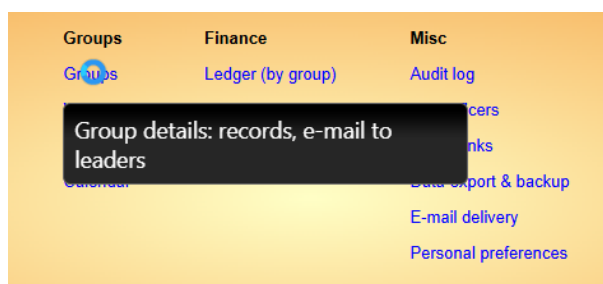 Groups Finance Misc
Groups Ledger (by group) Audit log
Group details: records, e-mail to
leaders
Calendar
Data export & backup
E-mail delivery
Personal preferences